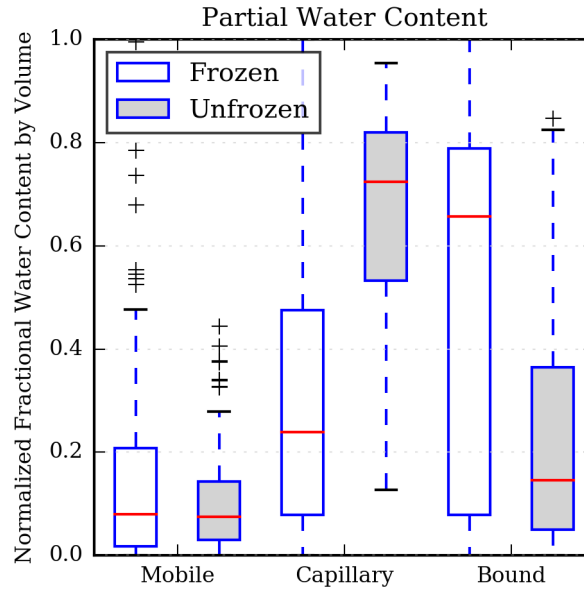 Partial Water Content
Normalized Fractional Water Content by Volume
1.0
0.8
0.6
0.4
0.2
0.0
Frozen
Unfrozen
Mobile
Capillary
Bound